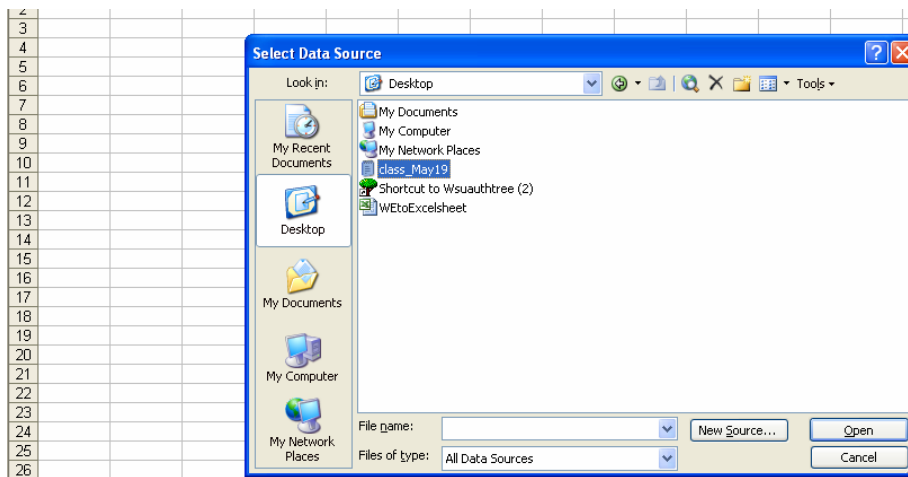 2
3
4
5
6
7
8
9
10
11
12
13
14
15
16
17
18
19
20
21
22
23
24
25
26
Select Data Source
Look in:
Desktop
Tools
My Recent
Documents
Desktop
My Documents
My Computer
My Network
Places
My Documents
My Computer
My Network Places
class_May19
Shortcut to Wsuauthtree (2)
WEtoExcelsheet
File name:
New Source...
Open
Files of type:
All Data Sources
Cancel